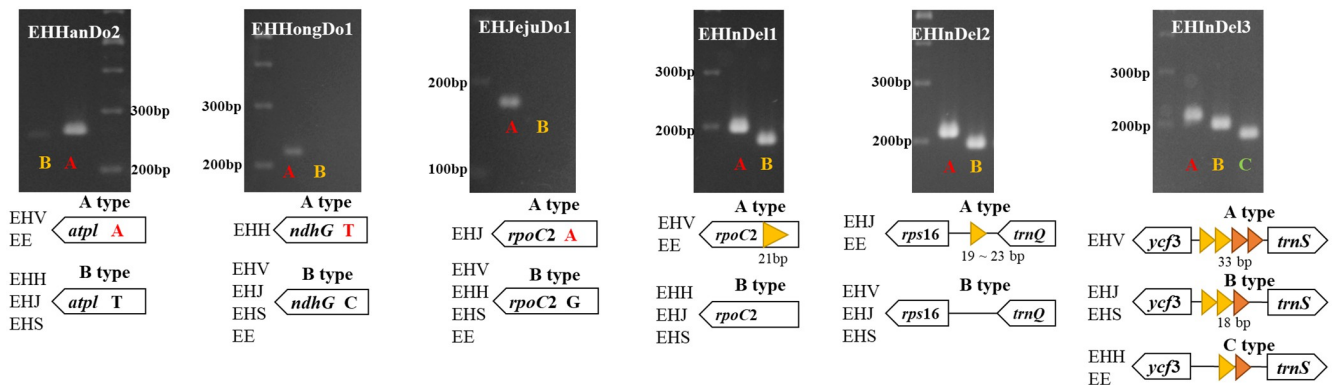 EHHanDo2
300bp
200bp
B A
A type
EHV
EE
atpl A
B type
EHH
EHJ
EHS
atpl T
EHHongDo1
300bp
200bp
A B
A type
EHH
ndhG T
B type
EHV
EHJ
EHS
EE
ndhG C
EHJejuDo1
200bp
100bp
A B
A type
EHJ
rpoC2 A
B type
EHV
EHH
EHS
EE
rpoC2 G
EHInDel1
300bp
200bp
A B
A type
EHV
EE
rpoC2
21bp
B type
EHH
EHJ
EHS
rpoC2
EHInDel2
300bp
200bp
A B
A type
EHJ
EE
rps16 trnQ
19 ~ 23 bp
B type
EHV
EHJ
EHS
rps16 trnQ
EHInDel3
300bp
200bp
A B C
A type
EHV
ycf3 trnS
33 bp
B type
EHJ
EHS
ycf3 trnS
18 bp
C type
EHH
EE
ycf3 trnS